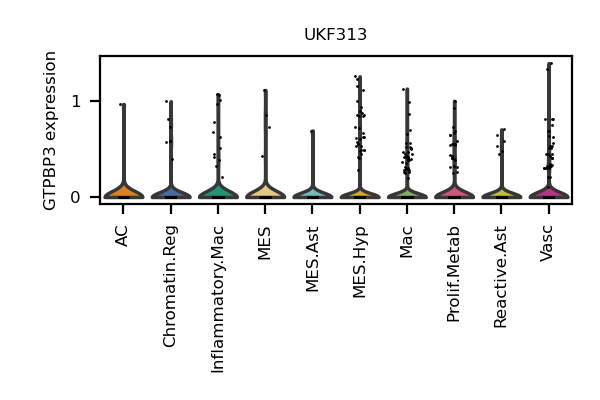 UKF313
GTPBP3 expression
1
0
AC
Chromatin.Reg
Inflammatory.Mac
MES
MES.Ast
MES.Hyp
Mac
Prolif.Metab
Reactive.Ast
Vasc